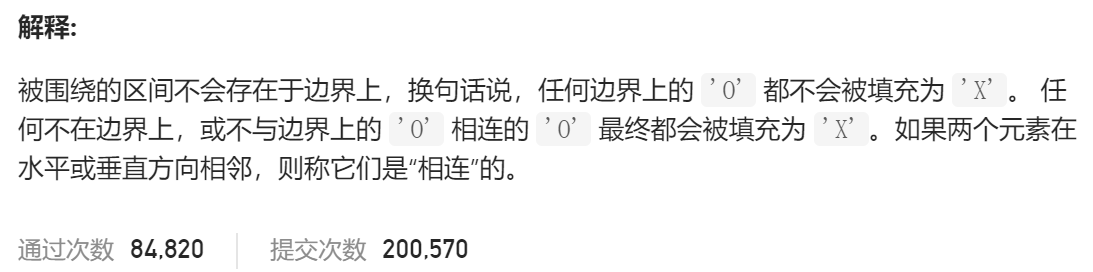 解释:
被围绕的区间不会存在于边界上，换句话说，任何边界上的 'O' 都不会被填充为 'X'。 任
何不在边界上，或不与边界上的 'O' 相连的 'O' 最终都会被填充为 'X'。如果两个元素在
水平或垂直方向相邻，则称它们是“相连”的。
通过次数 84,820 提交次数 200,570